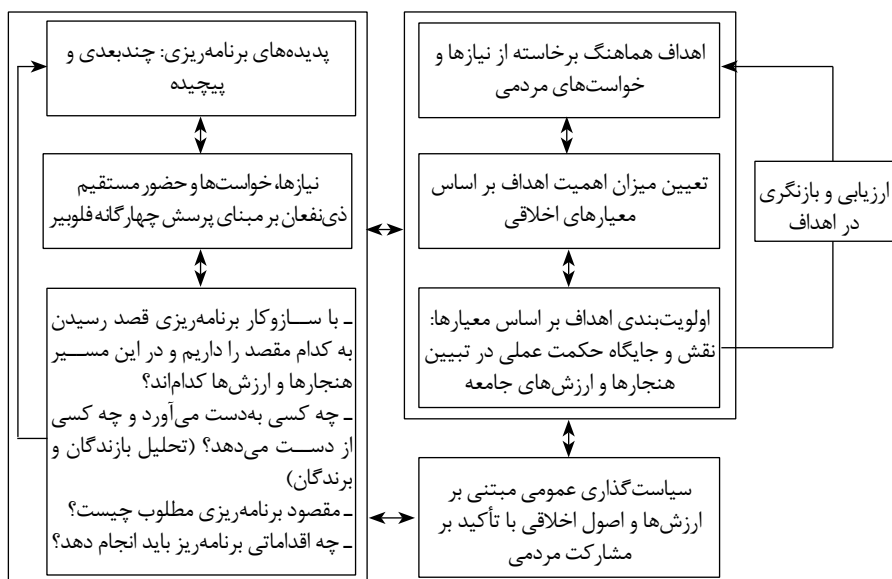 اهداف هماهنگ برخاسته از نیازها و
خواست‌های مردمی
تعیین میزان اهمیت اهداف بر اساس
معیارهای اخلاقی
اولویت‌بندی اهداف بر اساس معیارها:
نقش و جایگاه حکمت عملی در تبیین
هنجارها و ارزش‌های جامعه
ارزیابی و بازنگری
در اهداف
سیاست‌گذاری عمومی مبتنی بر
ارزش‌ها و اصول اخلاقی با تأکید بر
مشارکت مردمی
پدیده‌های برنامه‌ریزی: چندبعدی و
پیچیده
نیازها، خواست‌ها و حضور مستقیم
ذی‌نفعان بر مبنای پرسش چهارگانه فلوبیر
ـ با سازوکار برنامه‌ریزی قصد رسیدن
به کدام مقصد را داریم و در این مسیر
هنجارها و ارزش‌ها کدام‌اند؟
ـ چه کسی به‌دست می‌آورد و چه کسی
از دست می‌دهد؟ (تحلیل بازندگان و
برندگان)
ـ مقصود برنامه‌ریزی مطلوب چیست؟
ـ چه اقداماتی برنامه‌ریز باید انجام دهد؟